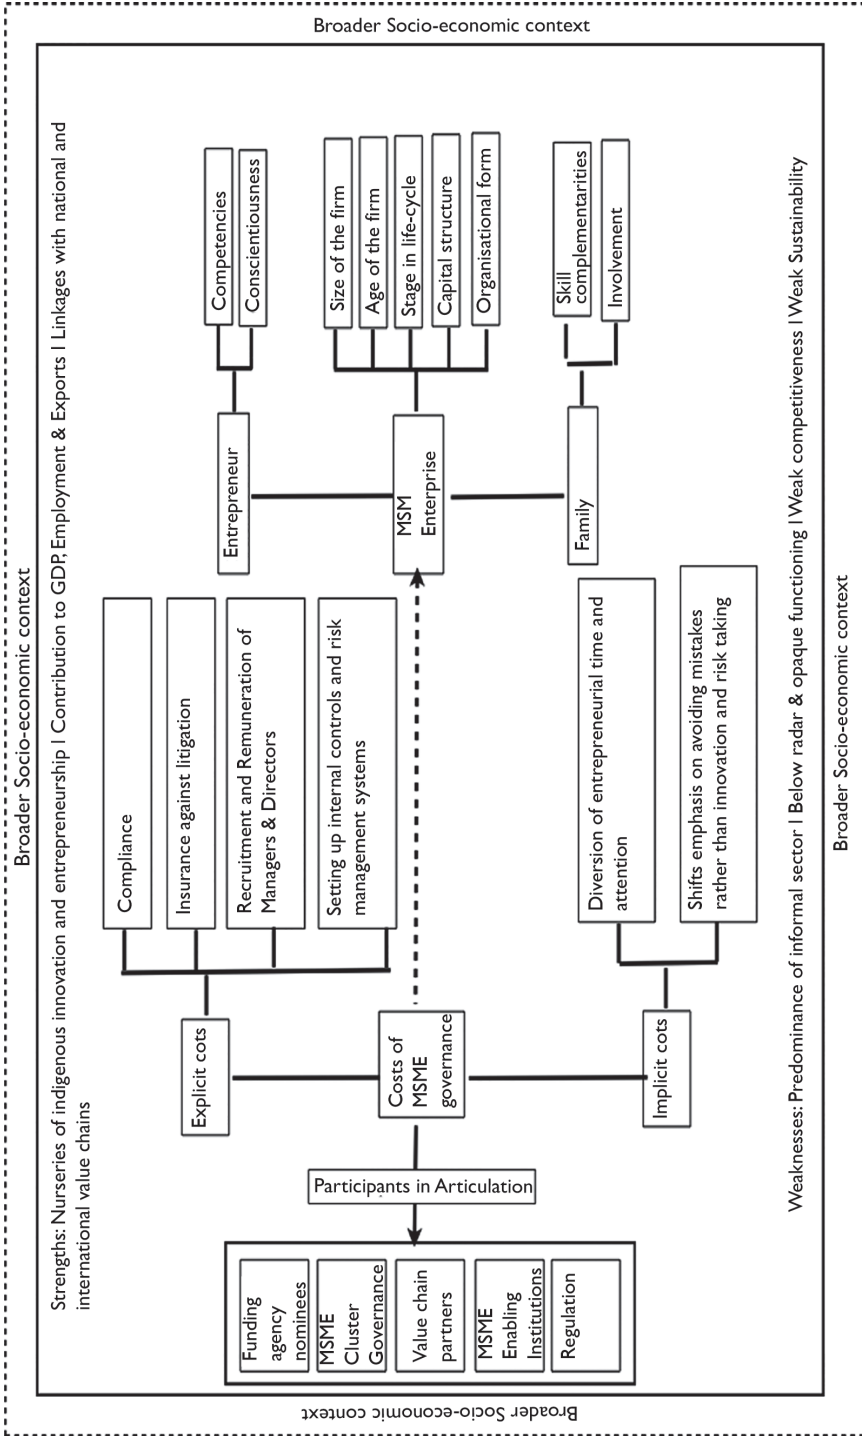 Broader Socio-economic context
Broader Socio-economic context
Strengths: Nurseries of indigenous innovation and entrepreneurship | Contribution to GDP, Employment & Exports | Linkages with national and
international value chains
Funding
agency
nominees
MSME
Cluster
Governance
Value chain
partners
MSME
Enabling
Institutions
Regulation
Participants in Articulation
Explicit cots
Costs of
MSME
governance
Implicit cots
Compliance
Insurance against litigation
Recruitment and Remuneration of
Managers & Directors
Setting up internal controls and risk
management systems
Diversion of entrepreneurial time and
attention
Shifts emphasis on avoiding mistakes
rather than innovation and risk taking
Entrepreneur
MSM
Enterprise
Family
Competencies
Conscientiousness
Size of the firm
Age of the firm
Stage in life-cycle
Capital structure
Organisational form
Skill
complementarities
Involvement
Weaknesses: Predominance of informal sector | Below radar & opaque functioning | Weak competitiveness | Weak Sustainability
Broader Socio-economic context
Broader Socio-economic context